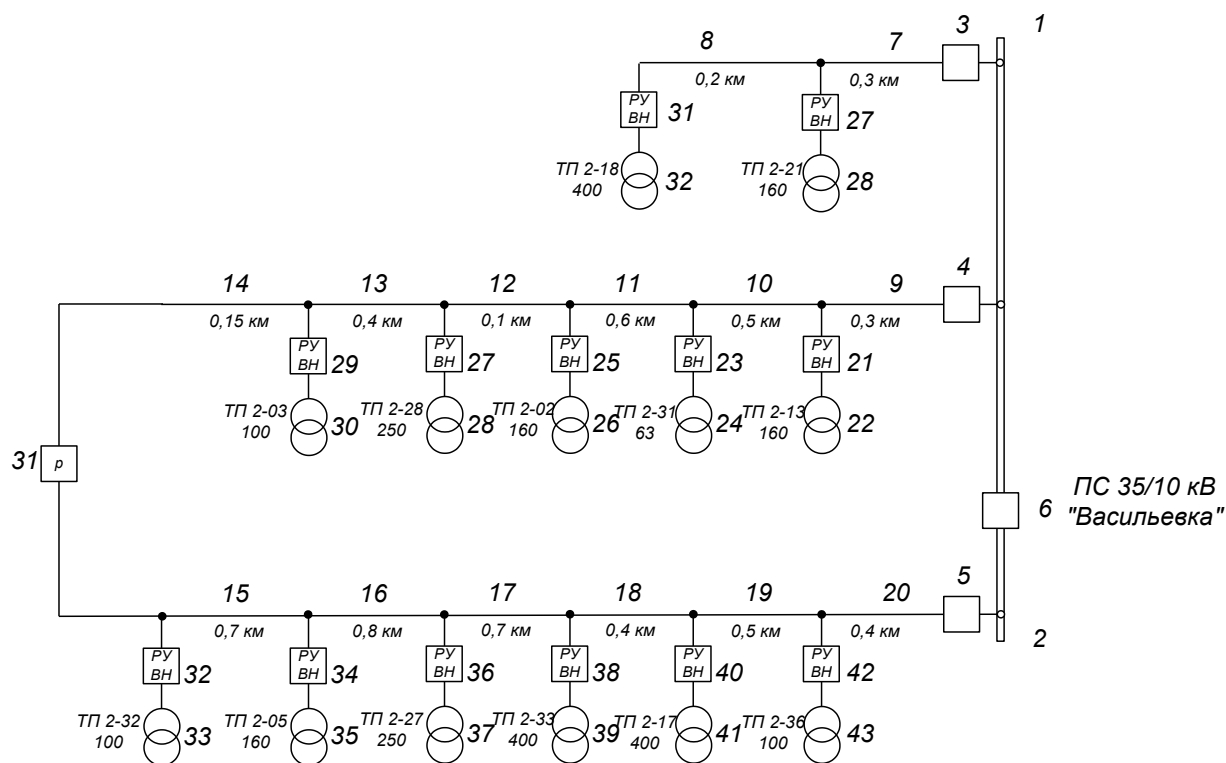 3
1
8
7
0,2 км
0,3 км
РУ
ВН
31
РУ
ВН
27
ТП 2-18
400
32
ТП 2-21
160
28
4
14
13
12
11
10
9
0,15 км
0,4 км
0,1 км
0,6 км
0,5 км
0,3 км
РУ
ВН
29
РУ
ВН
27
РУ
ВН
25
РУ
ВН
23
РУ
ВН
21
ТП 2-03
100
30
ТП 2-28
250
28
ТП 2-02
160
26
ТП 2-31
63
24
ТП 2-13
160
22
31
р
6
ПС 35/10 кВ
"Васильевка"
5
15
16
17
18
19
20
0,7 км
0,8 км
0,7 км
0,4 км
0,5 км
0,4 км
2
РУ
ВН
32
РУ
ВН
34
РУ
ВН
36
РУ
ВН
38
РУ
ВН
40
РУ
ВН
42
ТП 2-32
100
33
ТП 2-05
160
35
ТП 2-27
250
37
ТП 2-33
400
39
ТП 2-17
400
41
ТП 2-36
100
43